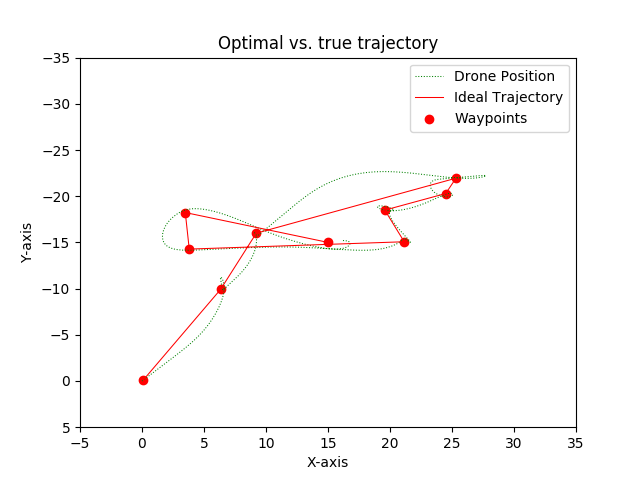 Optimal vs. true trajectory
−35
−30
−25
−20
−15
−10
−5
0
5
Y-axis
Drone Position
Ideal Trajectory
Waypoints
−5 0 5 10 15 20 25 30 35
X-axis